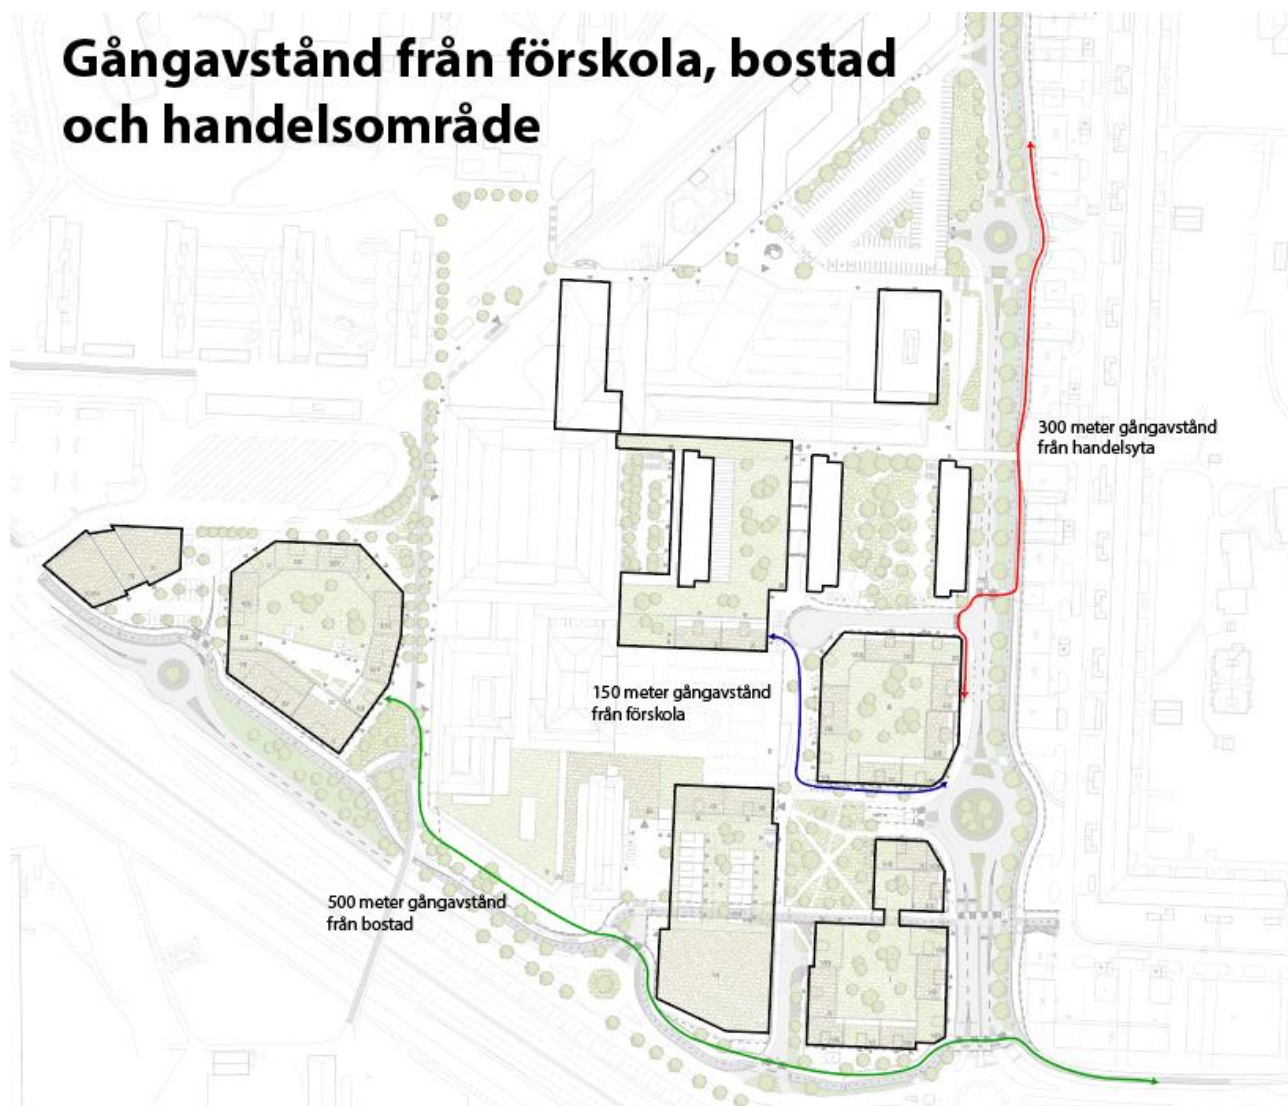 Gångavstånd från förskola, bostad
och handelsområde
300 meter gångavstånd
från handelsyta
150 meter gångavstånd
från förskola
500 meter gångavstånd
från bostad